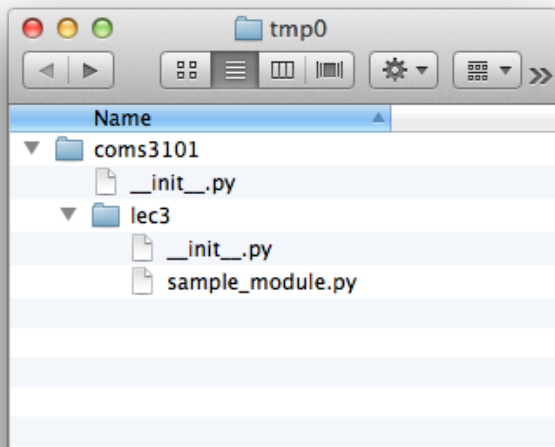 tmp0
Name
coms3101
__init__.py
lec3
__init__.py
sample_module.py